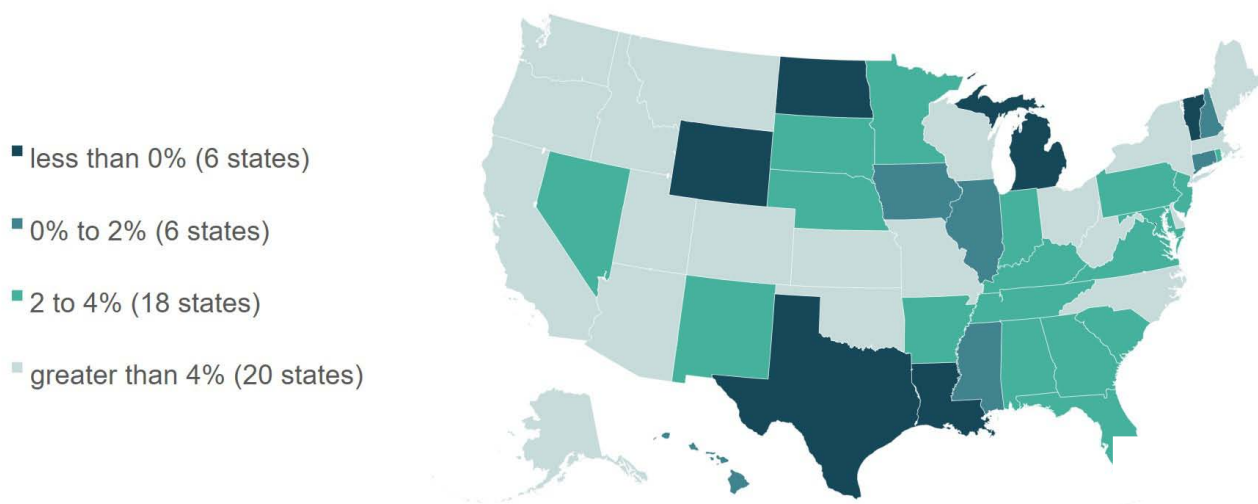 less than 0% (6 states)
0% to 2% (6 states)
2 to 4% (18 states)
greater than 4% (20 states)